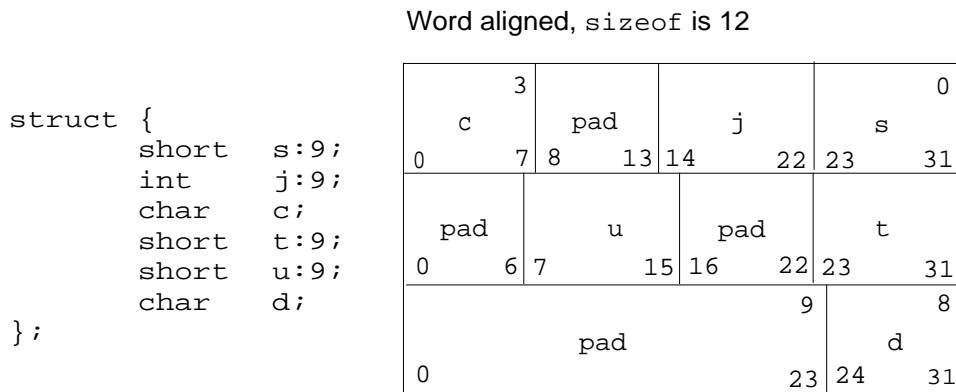 Word aligned, sizeof is 12
struct {
short s:9;
int j:9;
char c;
short t:9;
short u:9;
char d;
};
3 0
c pad j s
0 7 8 13 14 22 23 31
pad u pad t
0 6 7 15 16 22 23 31
9 8
pad d
0 23 24 31